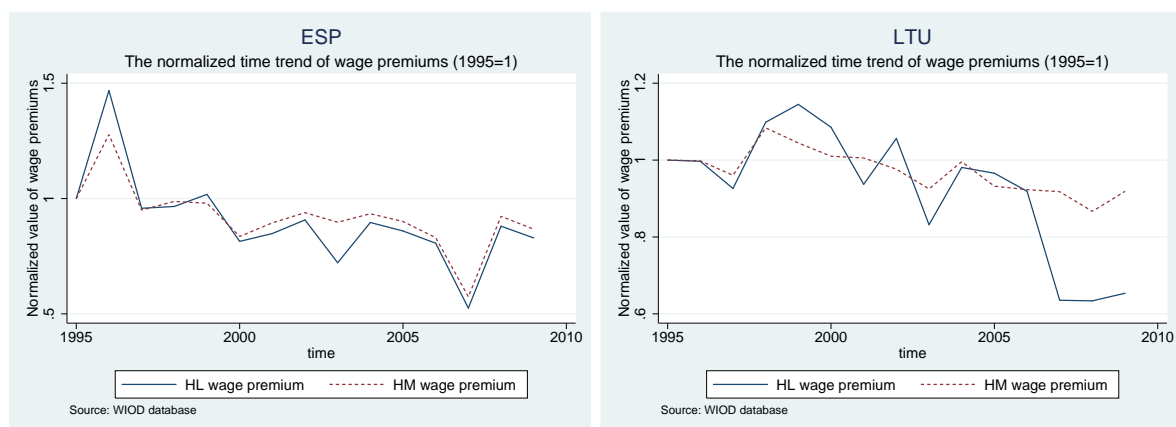 ESP
The normalized time trend of wage premiums (1995=1)
Normalized value of wage premiums
1.5
1
.5
1995 2000 2005 2010
time
HL wage premium HM wage premium
Source: WIOD database
LTU
The normalized time trend of wage premiums (1995=1)
Normalized value of wage premiums
1.2
1
.8
.6
1995 2000 2005 2010
time
HL wage premium HM wage premium
Source: WIOD database